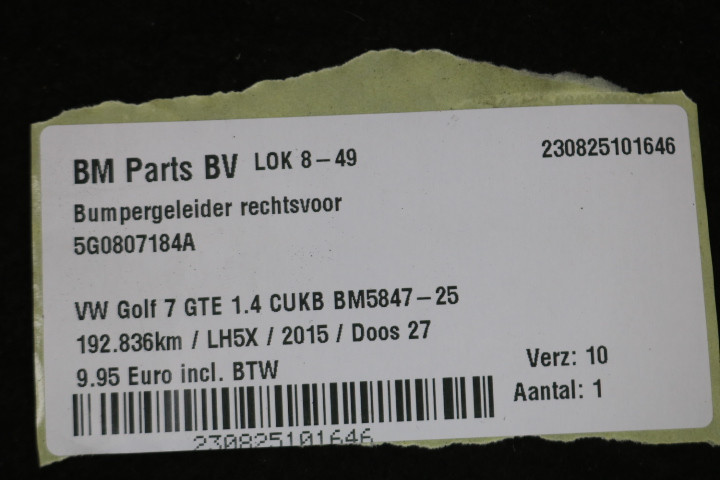 BM Parts BV LOK 8-49 230825101646
Bumpergeleider rechtsvoor
5G0807184A
VW Golf 7 GTE 1.4 CUKB BM5847-25
192.836km / LH5X / 2015 / Doos 27
9.95 Euro incl. BTW
Verz: 10
Aantal: 1
230825101646